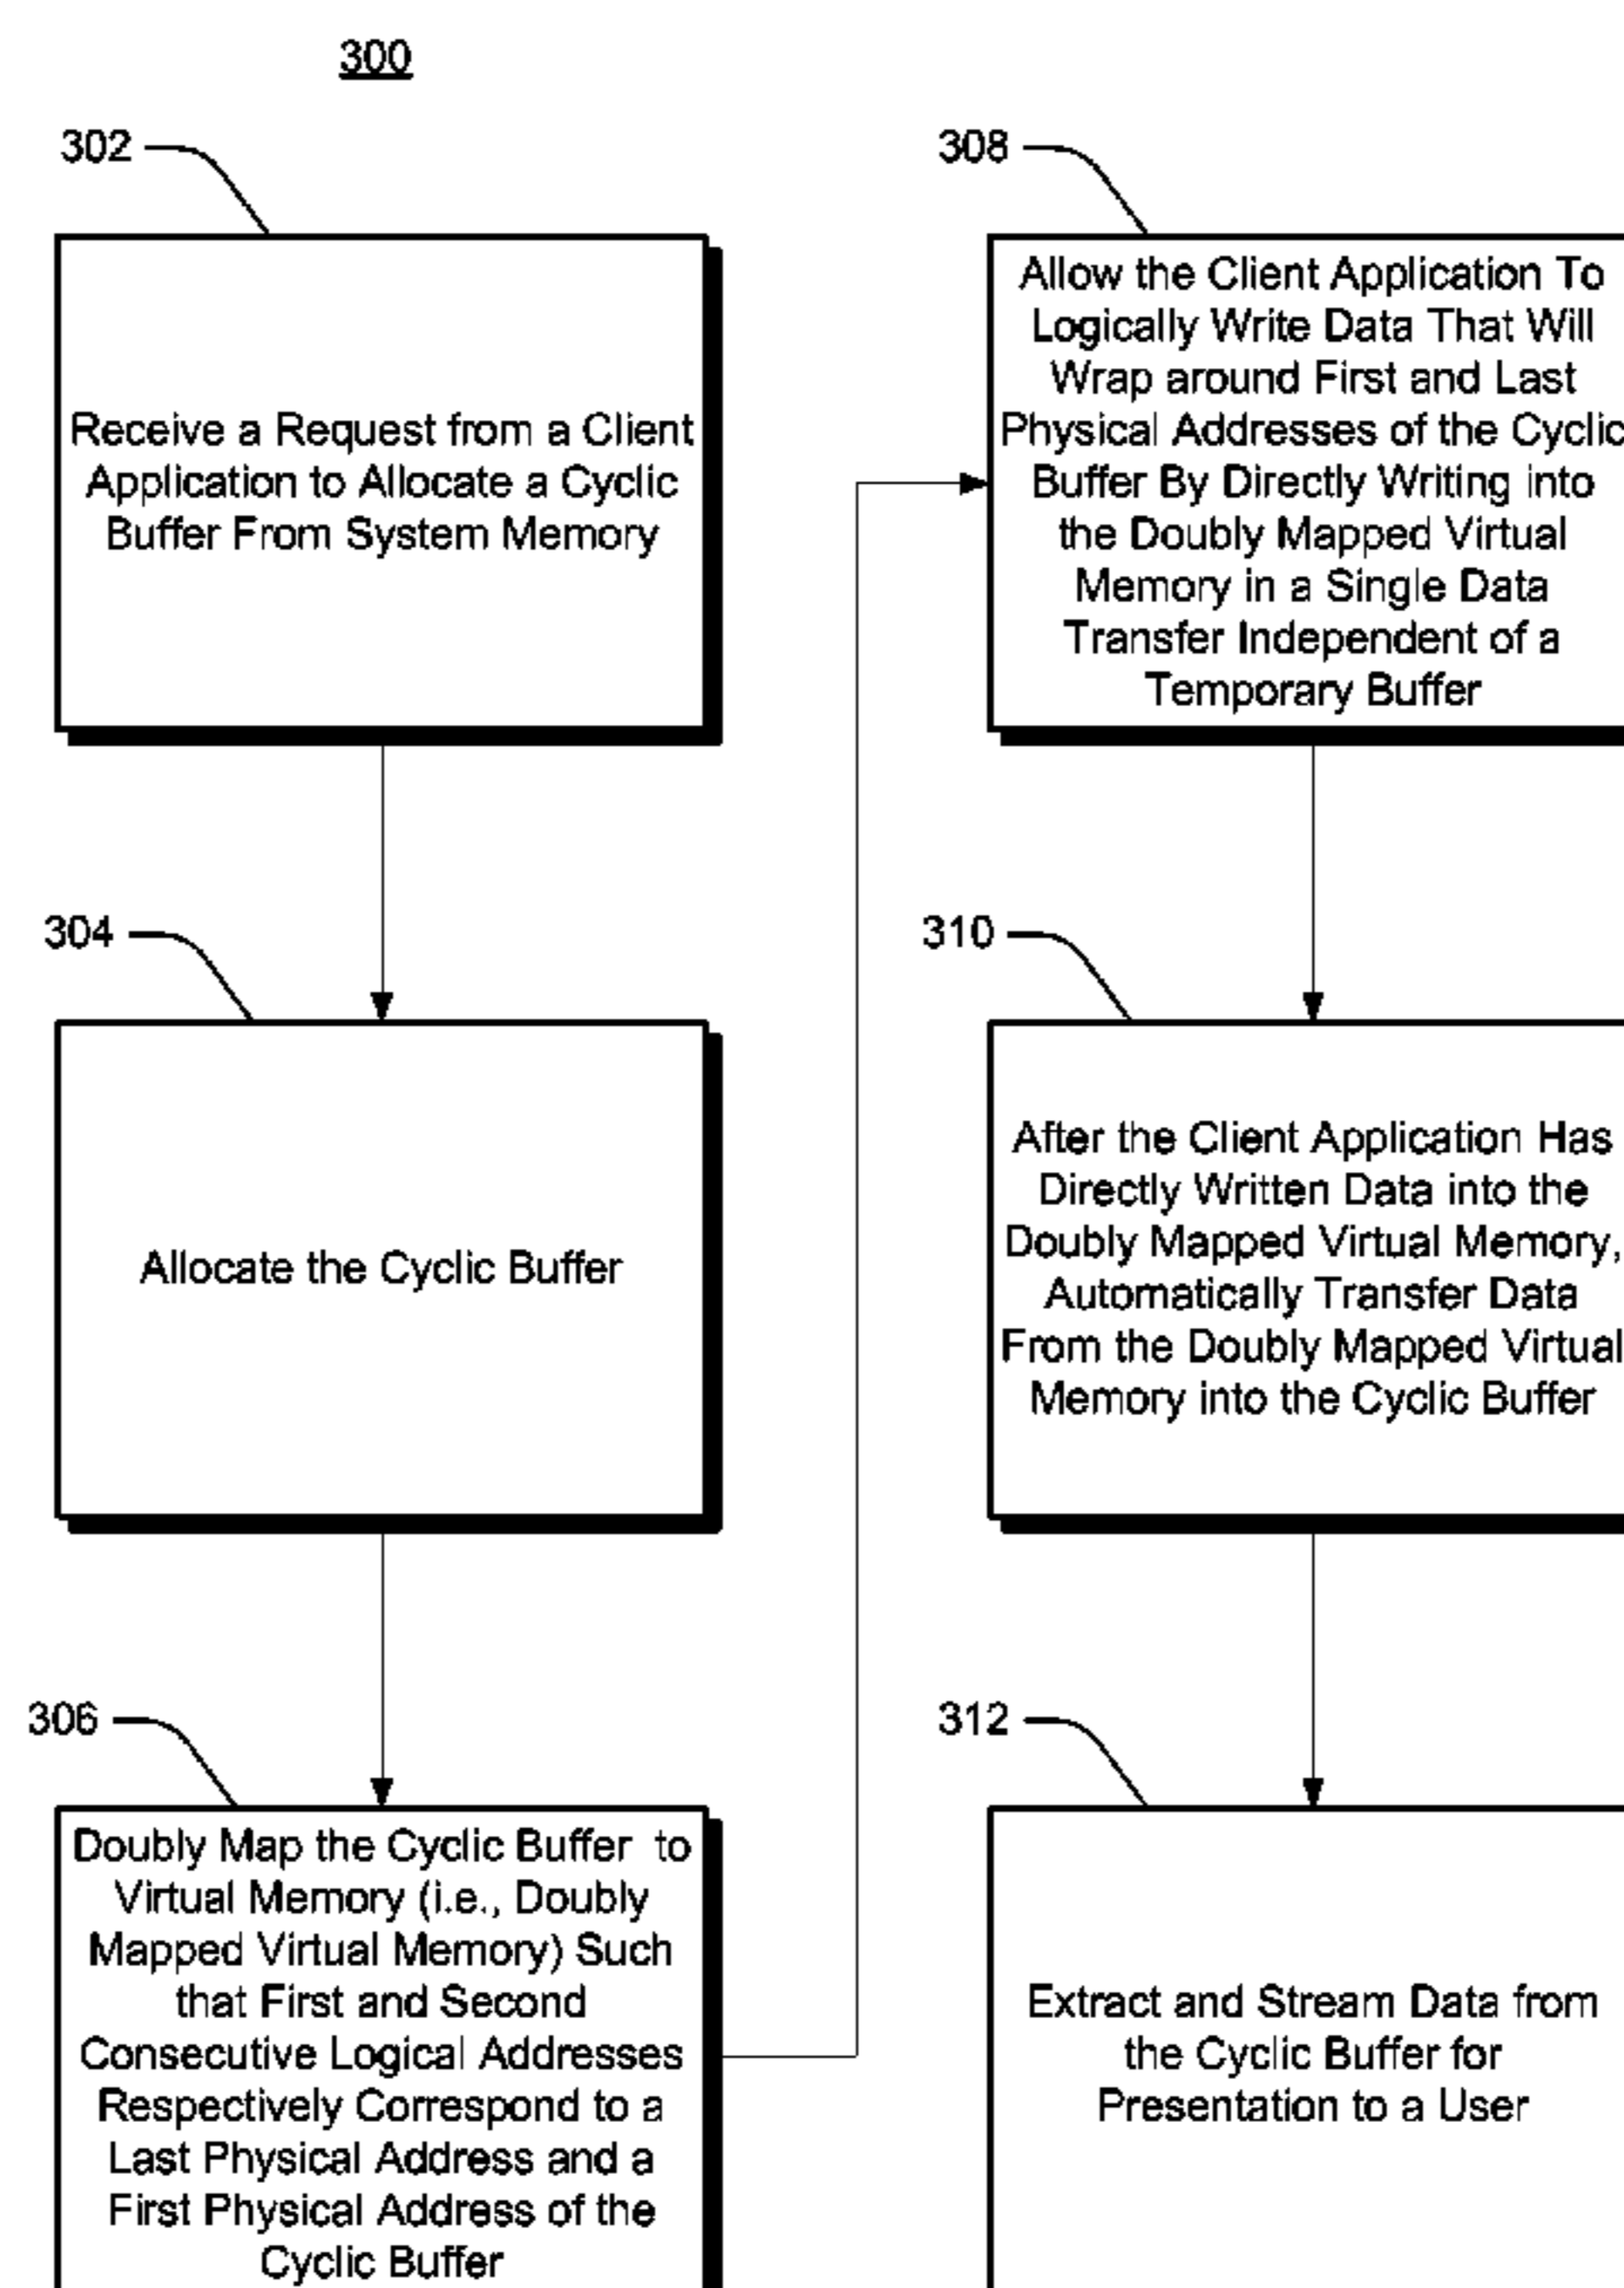 300
302
Receive a Request from a Client
Application to Allocate a Cyclic
Buffer From System Memory
304
Allocate the Cyclic Buffer
306
Doubly Map the Cyclic Buffer to
Virtual Memory (i.e., Doubly
Mapped Virtual Memory) Such
that First and Second
Consecutive Logical Addresses
Respectively Correspond to a
Last Physical Address and a
First Physical Address of the
Cyclic Buffer
308
Allow the Client Application To
Logically Write Data That Will
Wrap around First and Last
Physical Addresses of the Cyclic
Buffer By Directly Writing into
the Doubly Mapped Virtual
Memory in a Single Data
Transfer Independent of a
Temporary Buffer
310
After the Client Application Has
Directly Written Data into the
Doubly Mapped Virtual Memory,
Automatically Transfer Data
From the Doubly Mapped Virtual
Memory into the Cyclic Buffer
312
Extract and Stream Data from
the Cyclic Buffer for
Presentation to a User